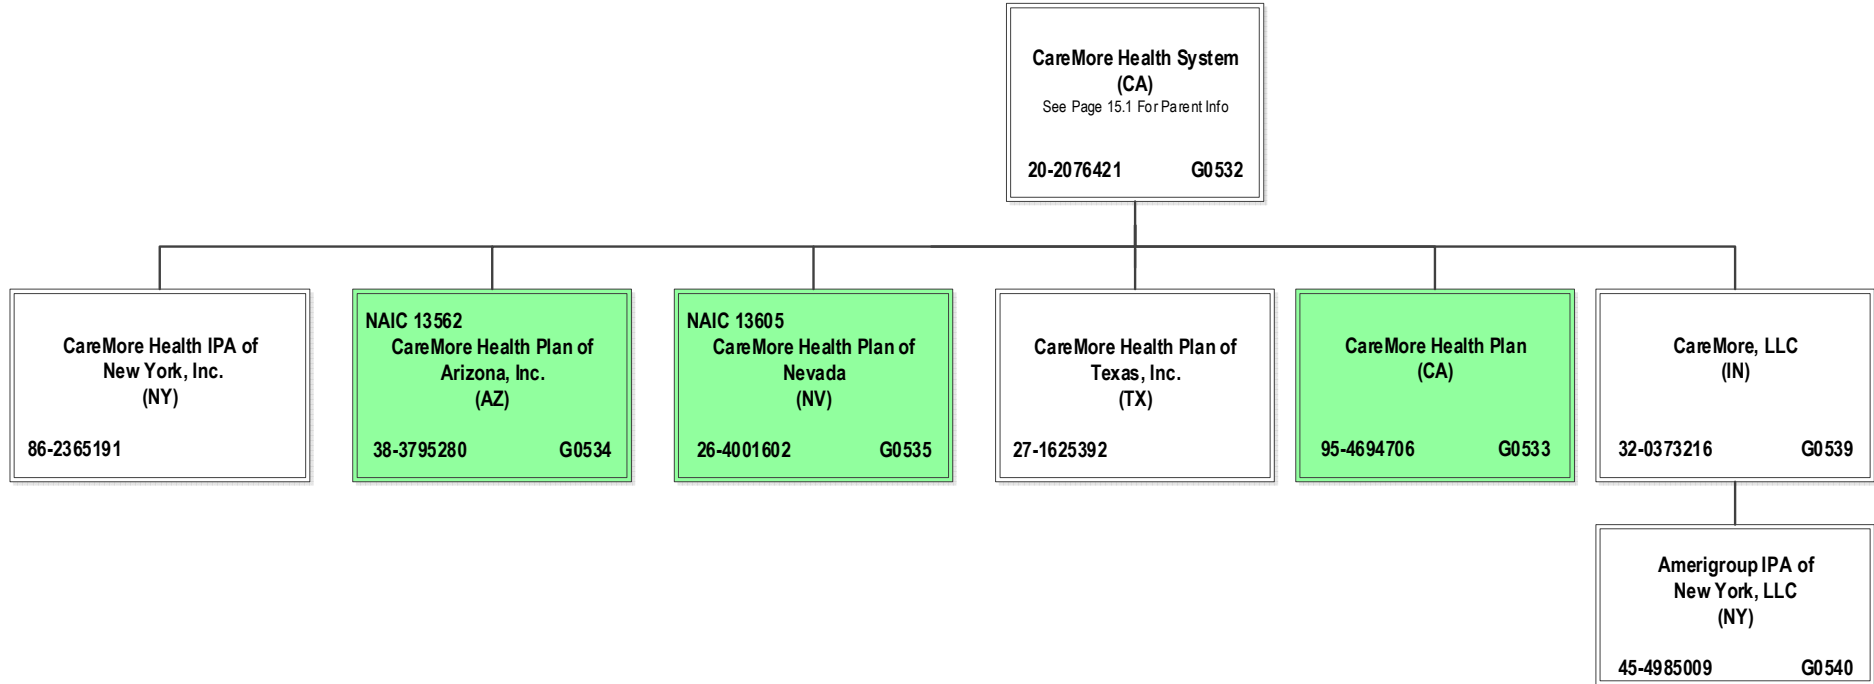 CareMore Health System
(CA)
See Page 15.1 For Parent Info
20-2076421 G0532
CareMore Health IPA of
New York, Inc.
(NY)
86-2365191
NAIC 13562
CareMore Health Plan of
Arizona, Inc.
(AZ)
38-3795280 G0534
NAIC 13605
CareMore Health Plan of
Nevada
(NV)
26-4001602 G0535
CareMore Health Plan of
Texas, Inc.
(TX)
27-1625392
CareMore Health Plan
(CA)
95-4694706 G0533
CareMore, LLC
(IN)
32-0373216 G0539
Amerigroup IPA of
New York, LLC
(NY)
45-4985009 G0540